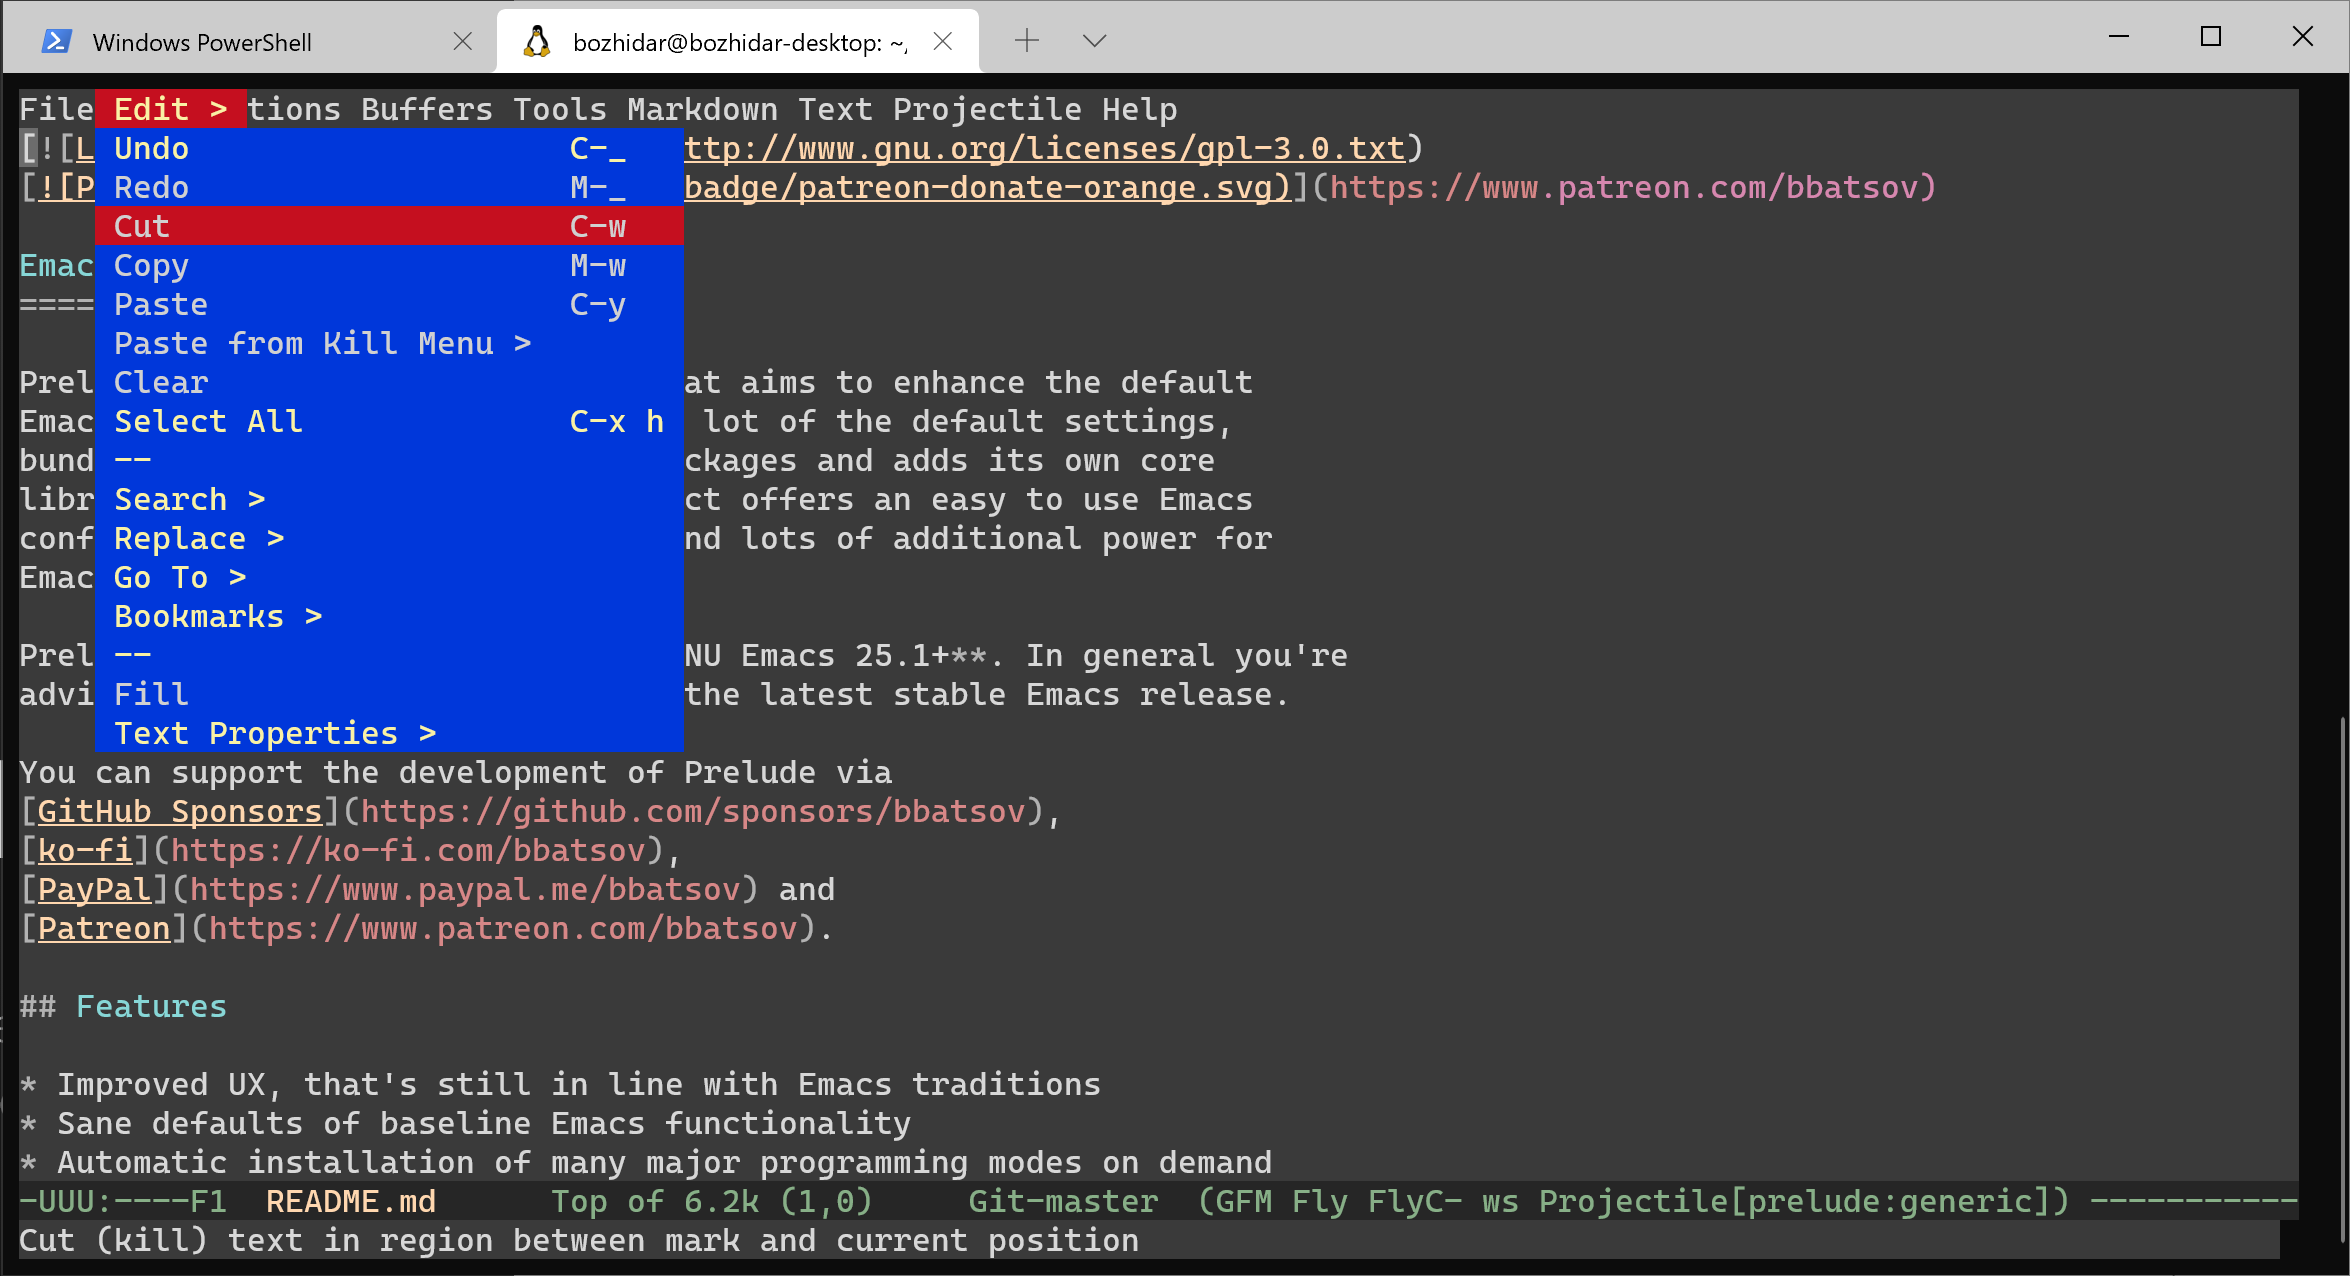 Windows PowerShell
bozhidar@bozhidar-desktop: ~
File Edit > tions Buffers Tools Markdown Text Projectile Help
[![L Undo C-_ ttp://www.gnu.org/licenses/gpl-3.0.txt)
[![P Redo M-_ badge/patreon-donate-orange.svg)](https://www.patreon.com/bbatsov)
Cut C-w
Emac Copy M-w
==== Paste C-y
Paste from Kill Menu >
Prel Clear at aims to enhance the default
Emac Select All C-x h lot of the default settings,
bund -- ckages and adds its own core
libr Search > ct offers an easy to use Emacs
conf Replace > nd lots of additional power for
Emac Go To >
Bookmarks >
Prel -- NU Emacs 25.1+**. In general you're
advi Fill the latest stable Emacs release.
Text Properties >
You can support the development of Prelude via
[GitHub Sponsors](https://github.com/sponsors/bbatsov),
[ko-fi](https://ko-fi.com/bbatsov),
[PayPal](https://www.paypal.me/bbatsov) and
[Patreon](https://www.patreon.com/bbatsov).
## Features
* Improved UX, that's still in line with Emacs traditions
* Sane defaults of baseline Emacs functionality
* Automatic installation of many major programming modes on demand
-UUU:----F1 README.md Top of 6.2k (1,0) Git-master (GFM Fly FlyC- ws Projectile[prelude:generic]) -----------
Cut (kill) text in region between mark and current position